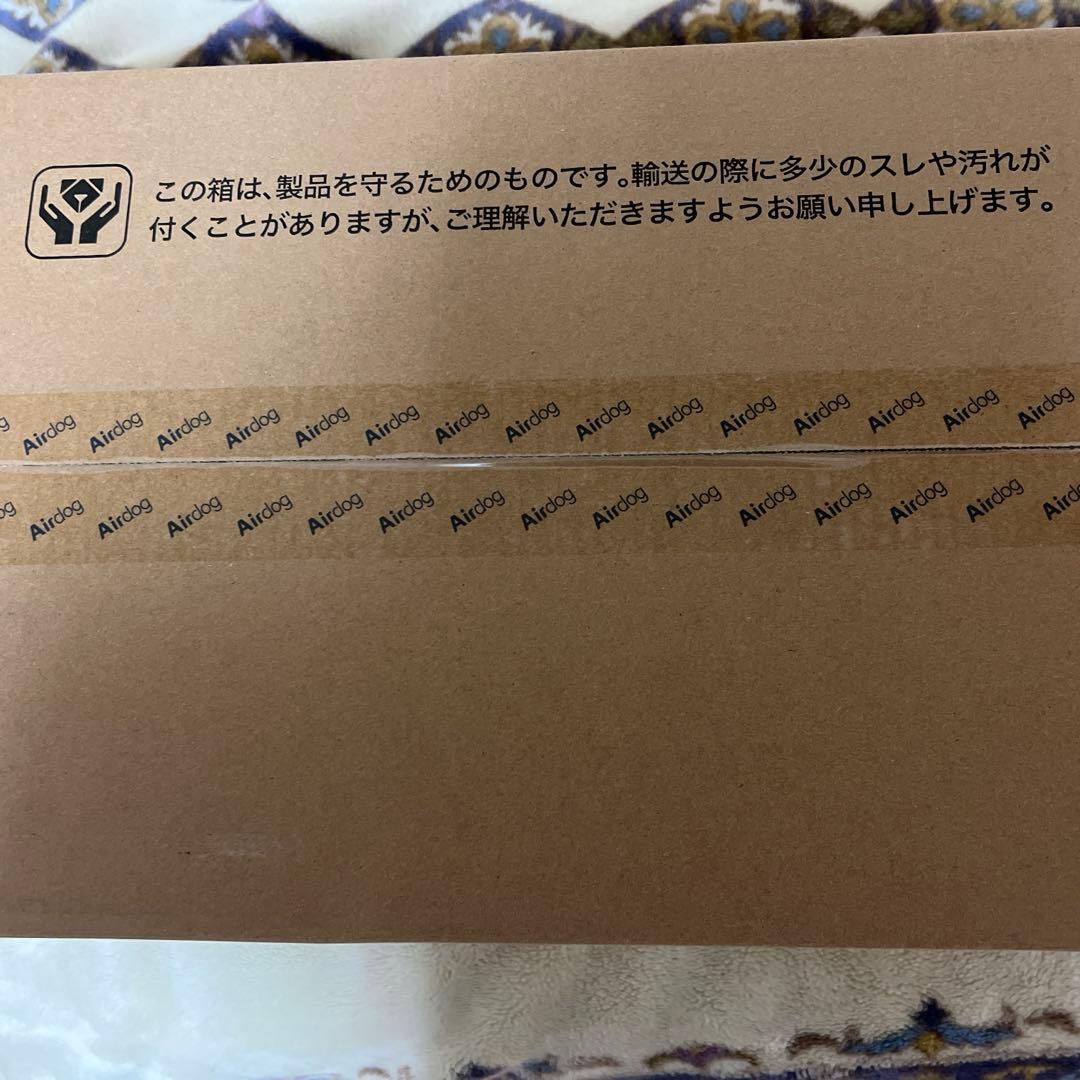 この箱は、製品を守るためのものです。輸送の際に多少のスレや汚れが
付くことがありますが、ご理解いただきますようお願い申し上げます。
Airdog Airdog Airdog Airdog Airdog Airdog Airdog Airdog Airdog Airdog Airdog Airdog Airdog Airdog Airdog
Airdog Airdog Airdog Airdog Airdog Airdog Airdog Airdog Airdog Airdog Airdog Airdog Airdog Airdog